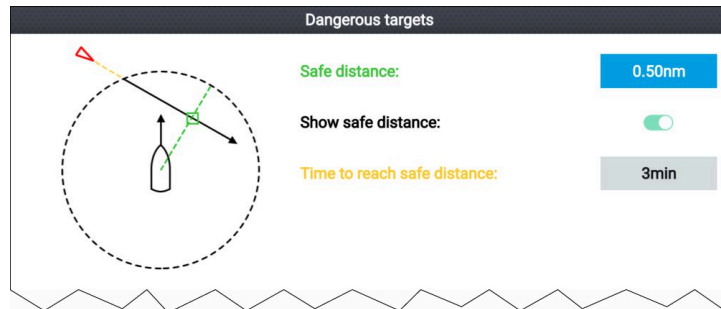 Dangerous targets
Safe distance: 0.50nm
Show safe distance:
Time to reach safe distance: 3min